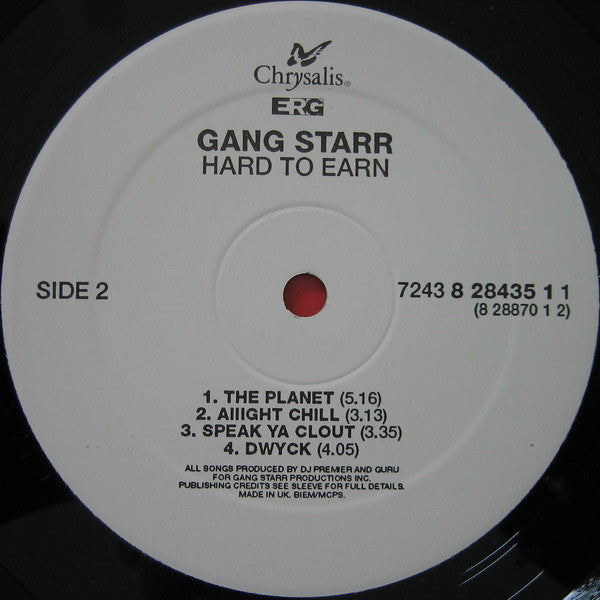 Chrysalis®
ERG
GANG STARR
HARD TO EARN
SIDE 2
7243 8 28435 1 1
(8 28870 1 2)
1. THE PLANET (5.16)
2. AIIIGHT CHILL (3.13)
3. SPEAK YA CLOUT (3.35)
4. DWYCK (4.05)
ALL SONGS PRODUCED BY DJ PREMIER AND GURU
FOR GANG STARR PRODUCTIONS INC.
PUBLISHING CREDITS SEE SLEEVE FOR FULL DETAILS.
MADE IN UK. BIEM/MCPS.